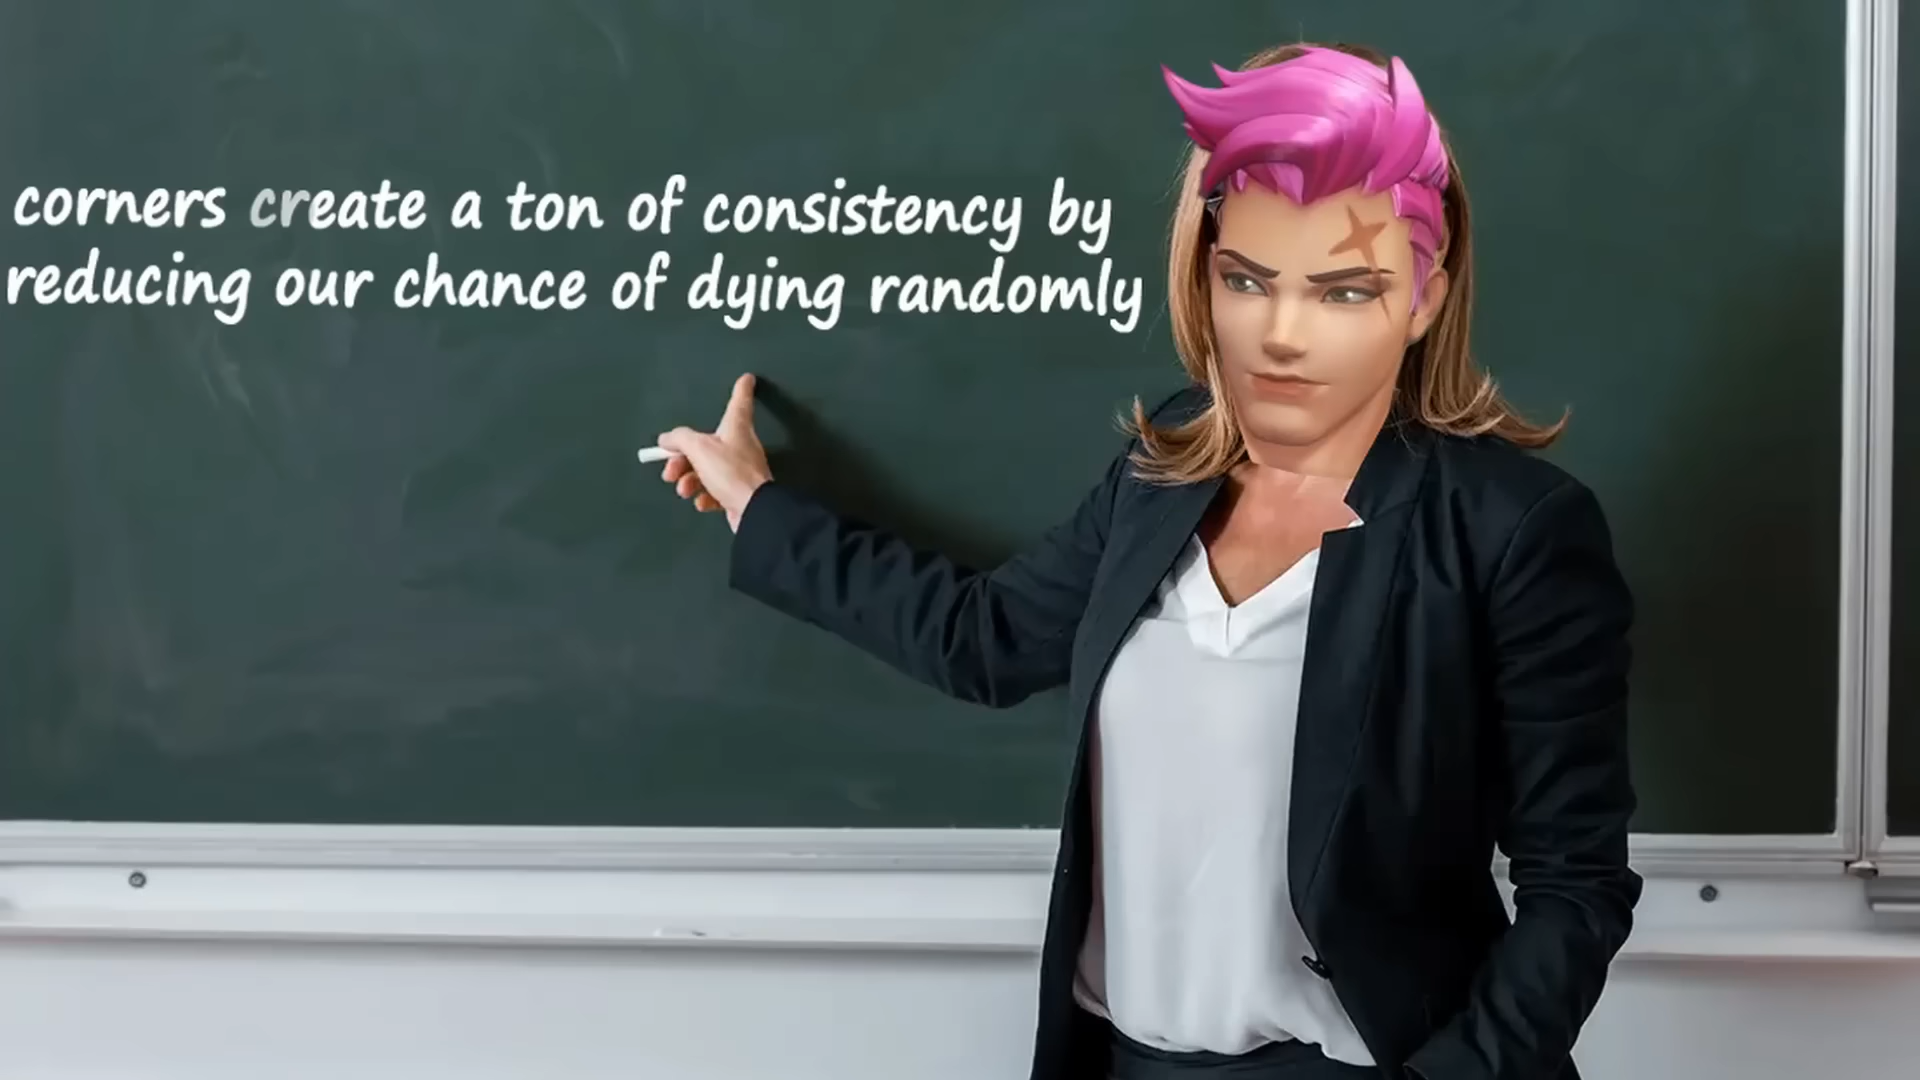 corners create a ton of consistency by
reducing our chance of dying randomly